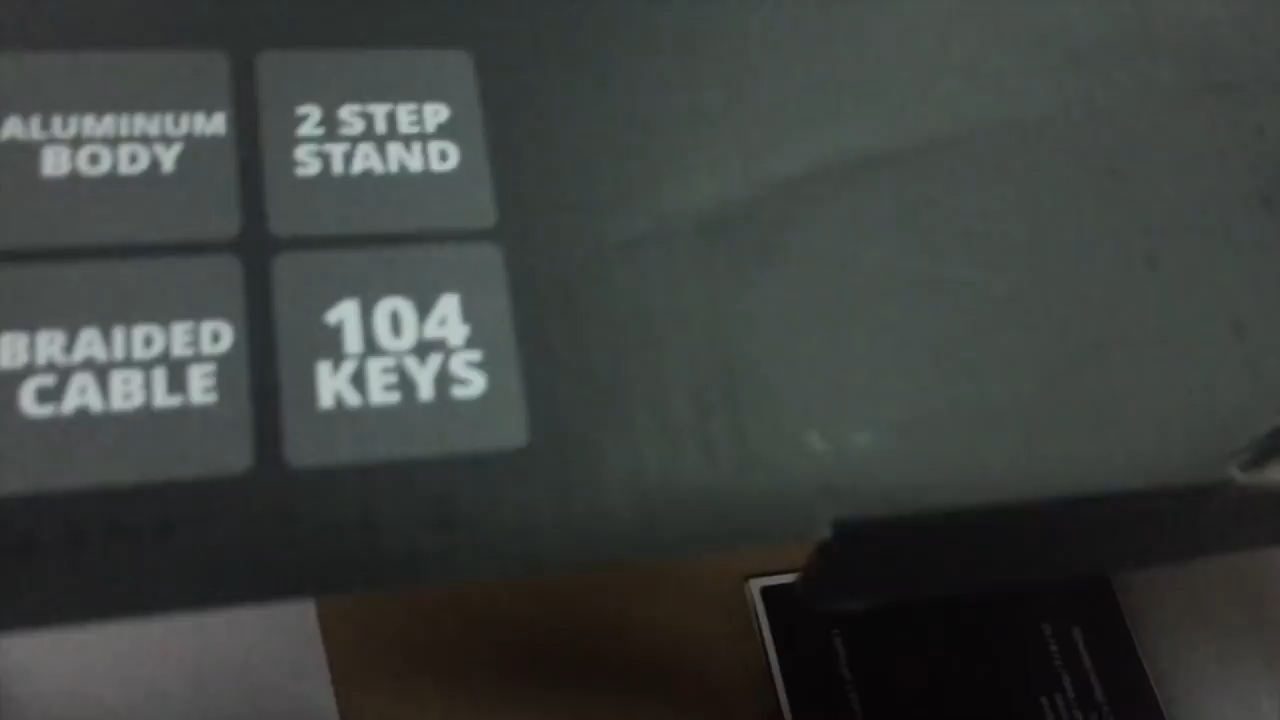 ALUMINUM
BODY
2 STEP
STAND
BRAIDED
CABLE
104
KEYS